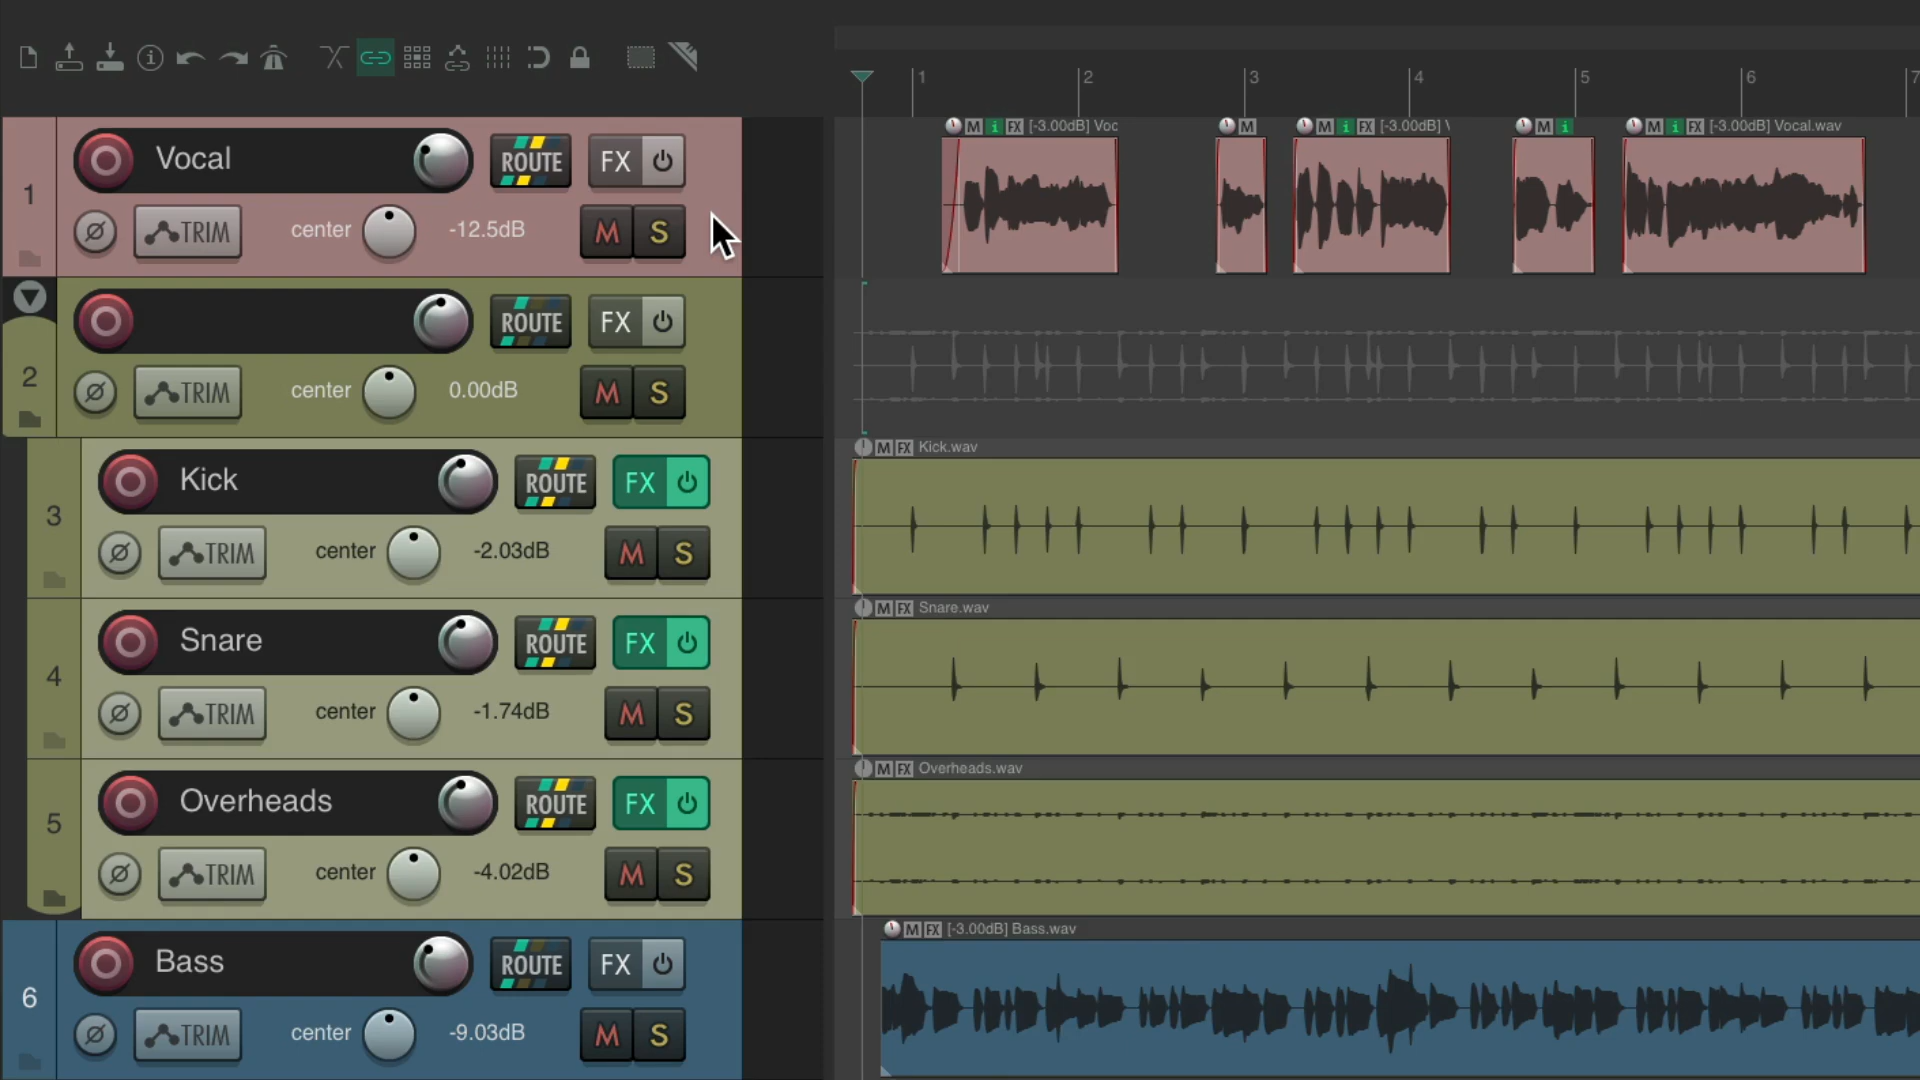 1 2 3 4 5 6 7
M i FX [-3.00dB] Voc
M
M i FX [-3.00dB] \
M i
M i FX [-3.00dB] Vocal.wav
1
Vocal
ROUTE
FX
TRIM
center
-12.5dB
M S
2
ROUTE
FX
TRIM
center
0.00dB
M S
M FX Kick.wav
3
Kick
ROUTE
FX
TRIM
center
-2.03dB
M S
M FX Snare.wav
4
Snare
ROUTE
FX
TRIM
center
-1.74dB
M S
M FX Overheads.wav
5
Overheads
ROUTE
FX
TRIM
center
-4.02dB
M S
M FX [-3.00dB] Bass.wav
6
Bass
ROUTE
FX
TRIM
center
-9.03dB
M S